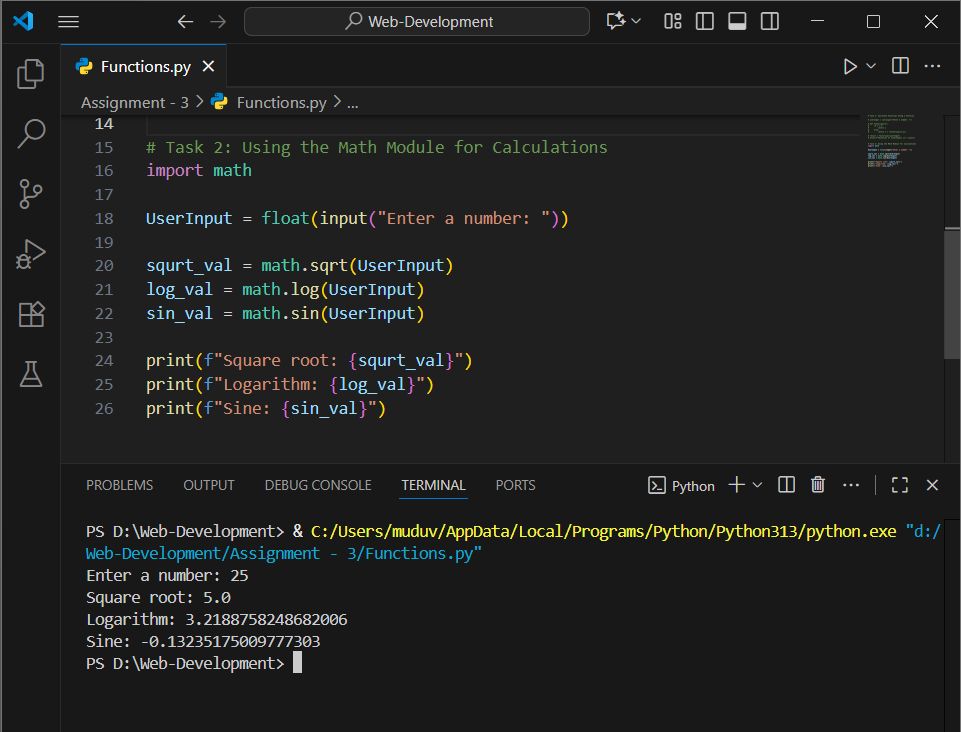 Web-Development
Functions.py
Assignment - 3 > Functions.py > ...
14
15 # Task 2: Using the Math Module for Calculations
16 import math
17
18 UserInput = float(input("Enter a number: "))
19
20 squrt_val = math.sqrt(UserInput)
21 log_val = math.log(UserInput)
22 sin_val = math.sin(UserInput)
23
24 print(f"Square root: {squrt_val}")
25 print(f"Logarithm: {log_val}")
26 print(f"Sine: {sin_val}")
PROBLEMS OUTPUT DEBUG CONSOLE TERMINAL PORTS Python
PS D:\Web-Development> & C:/Users/muduv/AppData/Local/Programs/Python/Python313/python.exe "d:/
Web-Development/Assignment - 3/Functions.py"
Enter a number: 25
Square root: 5.0
Logarithm: 3.2188758248682006
Sine: -0.13235175009777303
PS D:\Web-Development>